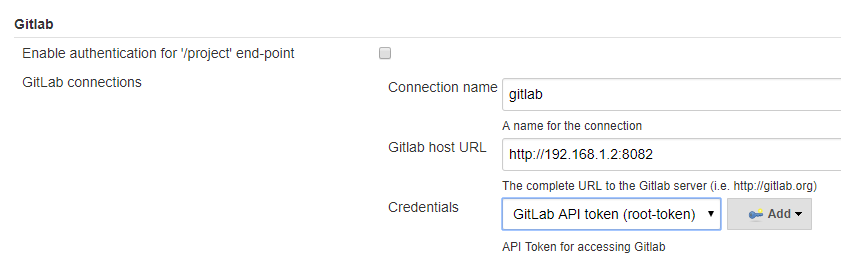 Gitlab
Enable authentication for '/project' end-point
GitLab connections
Connection name
gitlab
A name for the connection
Gitlab host URL
http://192.168.1.2:8082
The complete URL to the Gitlab server (i.e. http://gitlab.org)
Credentials
GitLab API token (root-token)
Add
API Token for accessing Gitlab